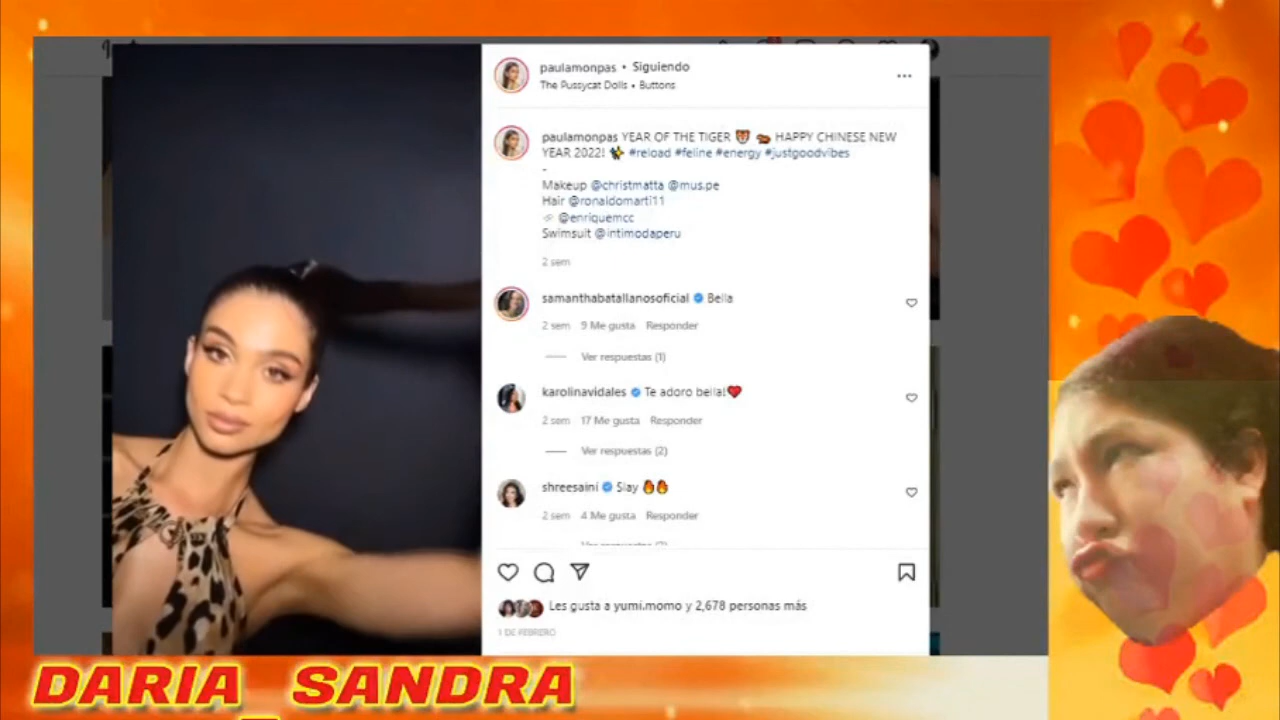 paulamonpas • Siguiendo
The Pussycat Dolls • Buttons
paulamonpas YEAR OF THE TIGER 🐯 🐅 HAPPY CHINESE NEW
YEAR 2022! ✨ #reload #feline #energy #justgoodvibes
-
Makeup @christmatta @mus.pe
Hair @ronaldomarti11
@enriquemcc
Swimsuit @intimodaperu
2 sem
samanthabatallanosoficial Bella
2 sem 9 Me gusta Responder
Ver respuestas (1)
karolinavidales Te adoro bella!❤️
2 sem 17 Me gusta Responder
Ver respuestas (2)
shreesaini Slay 🔥🔥
2 sem 4 Me gusta Responder
Ver respuestas
Les gusta a yumi.momo y 2,678 personas más
1 DE FEBRERO
DARIA SANDRA